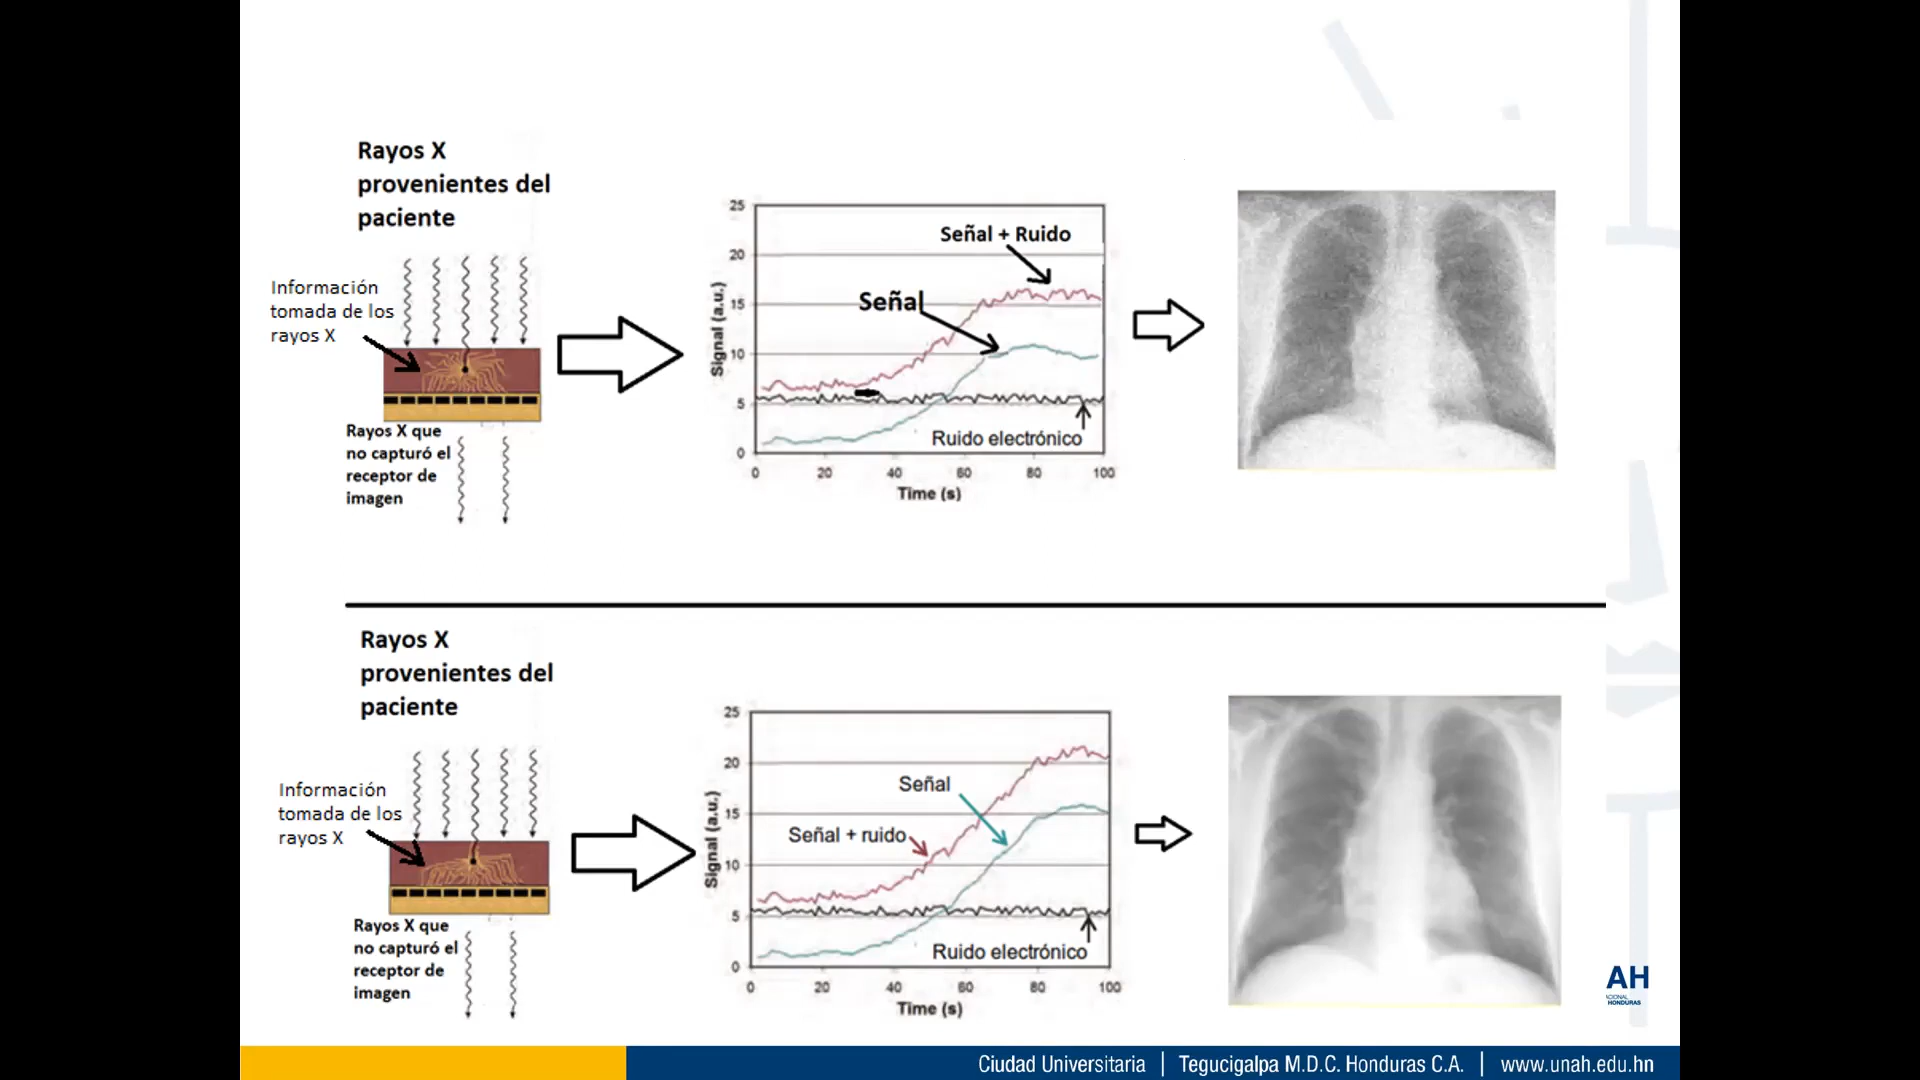 Rayos X
provenientes del
paciente
Información
tomada de los
rayos X
Rayos X que
no capturó el
receptor de
imagen
25
20
15
10
5
0
Signal (a.u.)
Señal + Ruido
Señal
Ruido electrónico
0 20 40 60 80 100
Time (s)
Rayos X
provenientes del
paciente
Información
tomada de los
rayos X
Rayos X que
no capturó el
receptor de
imagen
25
20
15
10
5
0
Signal (a.u.)
Señal
Señal + ruido
Ruido electrónico
0 20 40 60 80 100
Time (s)
AH
HONDURAS
Ciudad Universitaria | Tegucigalpa M.D.C. Honduras C.A. | www.unah.edu.hn